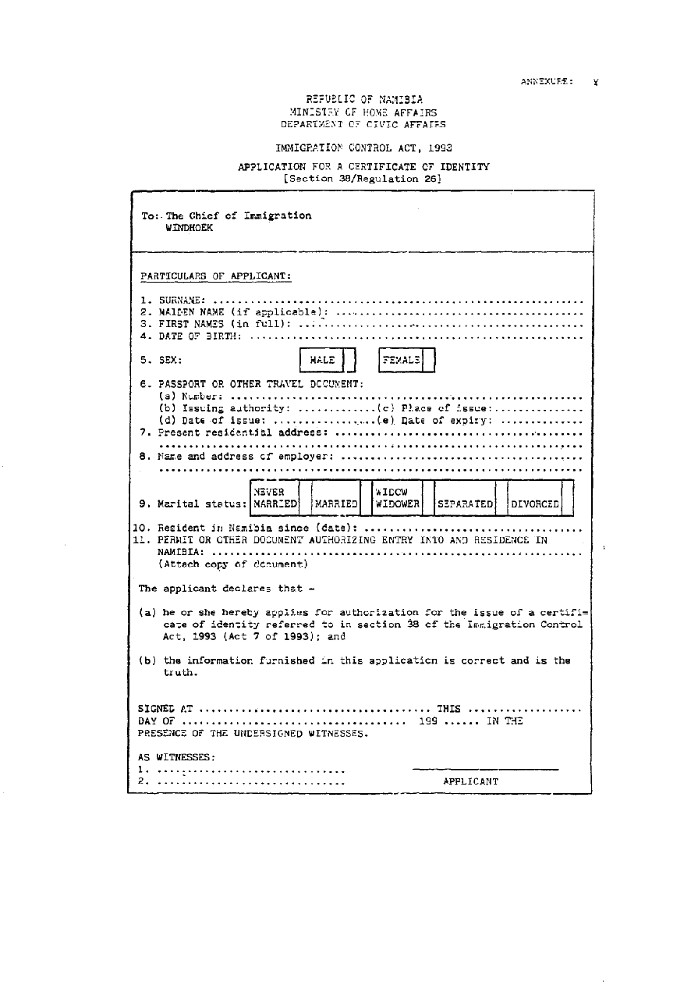 ANNEXURE: Y
REPUBLIC OF NAMIBIA
MINISTRY OF HOME AFFAIRS
DEPARTMENT OF CIVIC AFFAIRS
IMMIGRATION CONTROL ACT, 1993
APPLICATION FOR A CERTIFICATE OF IDENTITY
[Section 38/Regulation 26]
To: The Chief of Immigration
WINDHOEK
PARTICULARS OF APPLICANT:
1. SURNAME: ............................................................
2. MAIDEN NAME (if applicable): ........................................
3. FIRST NAMES (in full): ..............................................
4. DATE OF BIRTH: ......................................................
5. SEX: MALE FEMALE
6. PASSPORT OR OTHER TRAVEL DOCUMENT:
(a) Number: .........................................................
(b) Issuing authority: .............(c) Place of issue:...............
(d) Date of issue: .................(e) Date of expiry: ..............
7. Present residential address: ........................................
.....................................................................
8. Name and address of employer: .......................................
.....................................................................
9. Marital status: NEVER MARRIED MARRIED WIDOW WIDOWER SEPARATED DIVORCED
10. Resident in Namibia since (date): ...................................
11. PERMIT OR OTHER DOCUMENT AUTHORIZING ENTRY INTO AND RESIDENCE IN
NAMIBIA: ............................................................
(Attach copy of document)
The applicant declares that -
(a) he or she hereby applies for authorization for the issue of a certifi=
cate of identity referred to in section 38 of the Immigration Control
Act, 1993 (Act 7 of 1993); and
(b) the information furnished in this application is correct and is the
truth.
SIGNED AT ...................................... THIS ...................
DAY OF ..................................... 199 ...... IN THE
PRESENCE OF THE UNDERSIGNED WITNESSES.
AS WITNESSES:
1. ...............................
2. ............................... APPLICANT